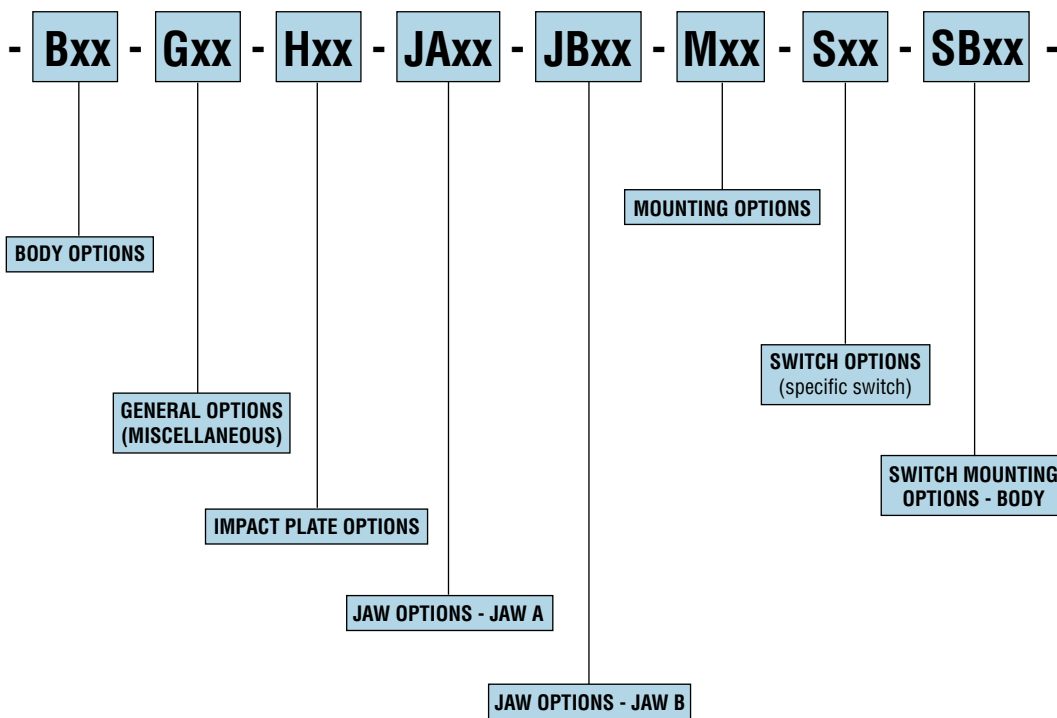 - Bxx - Gxx - Hxx - JAxx - JBxx - Mxx - Sxx - SBxx -
MOUNTING OPTIONS
BODY OPTIONS
SWITCH OPTIONS
(specific switch)
GENERAL OPTIONS
(MISCELLANEOUS)
SWITCH MOUNTING
OPTIONS - BODY
IMPACT PLATE OPTIONS
JAW OPTIONS - JAW A
JAW OPTIONS - JAW B